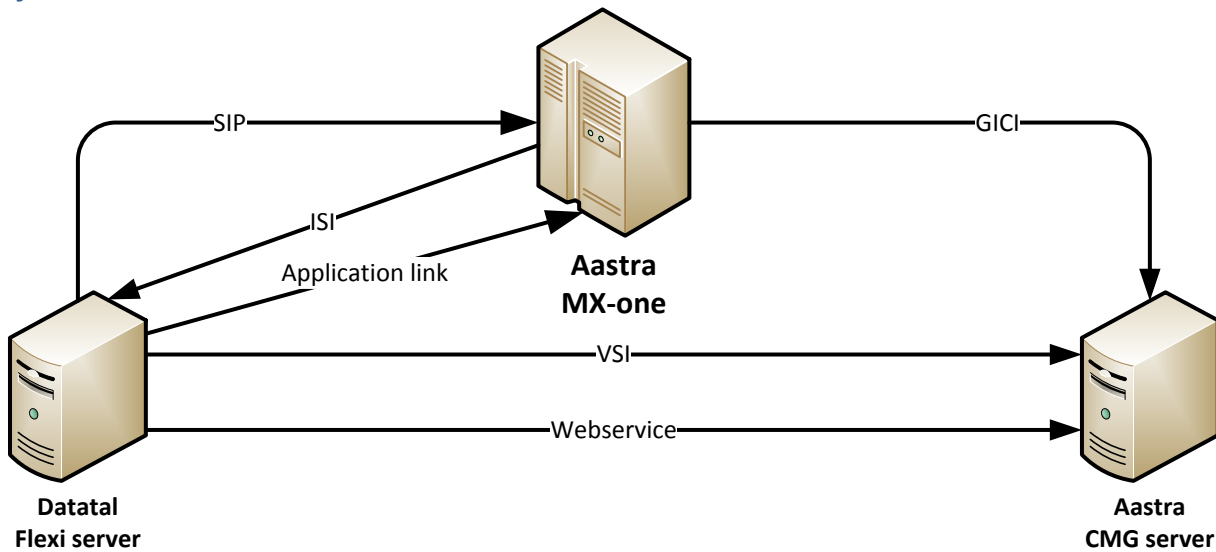 SIP
GICI
ISI
Application link
Aastra
MX-one
VSI
Webservice
Datatal
Flexi server
Aastra
CMG server